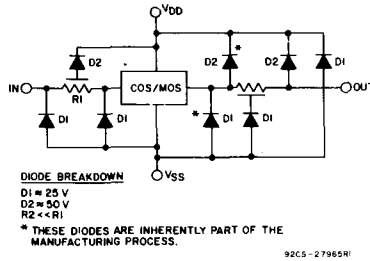 VDD
D2
*
D2
D2
D1
IN
R1
COS/MOS
OUT
D1
D1
*
D1
D1
VSS
DIODE BREAKDOWN
D1 ≈ 25 V
D2 ≈ 50 V
R2 << R1
* THESE DIODES ARE INHERENTLY PART OF THE
MANUFACTURING PROCESS.
92CS-27965R1